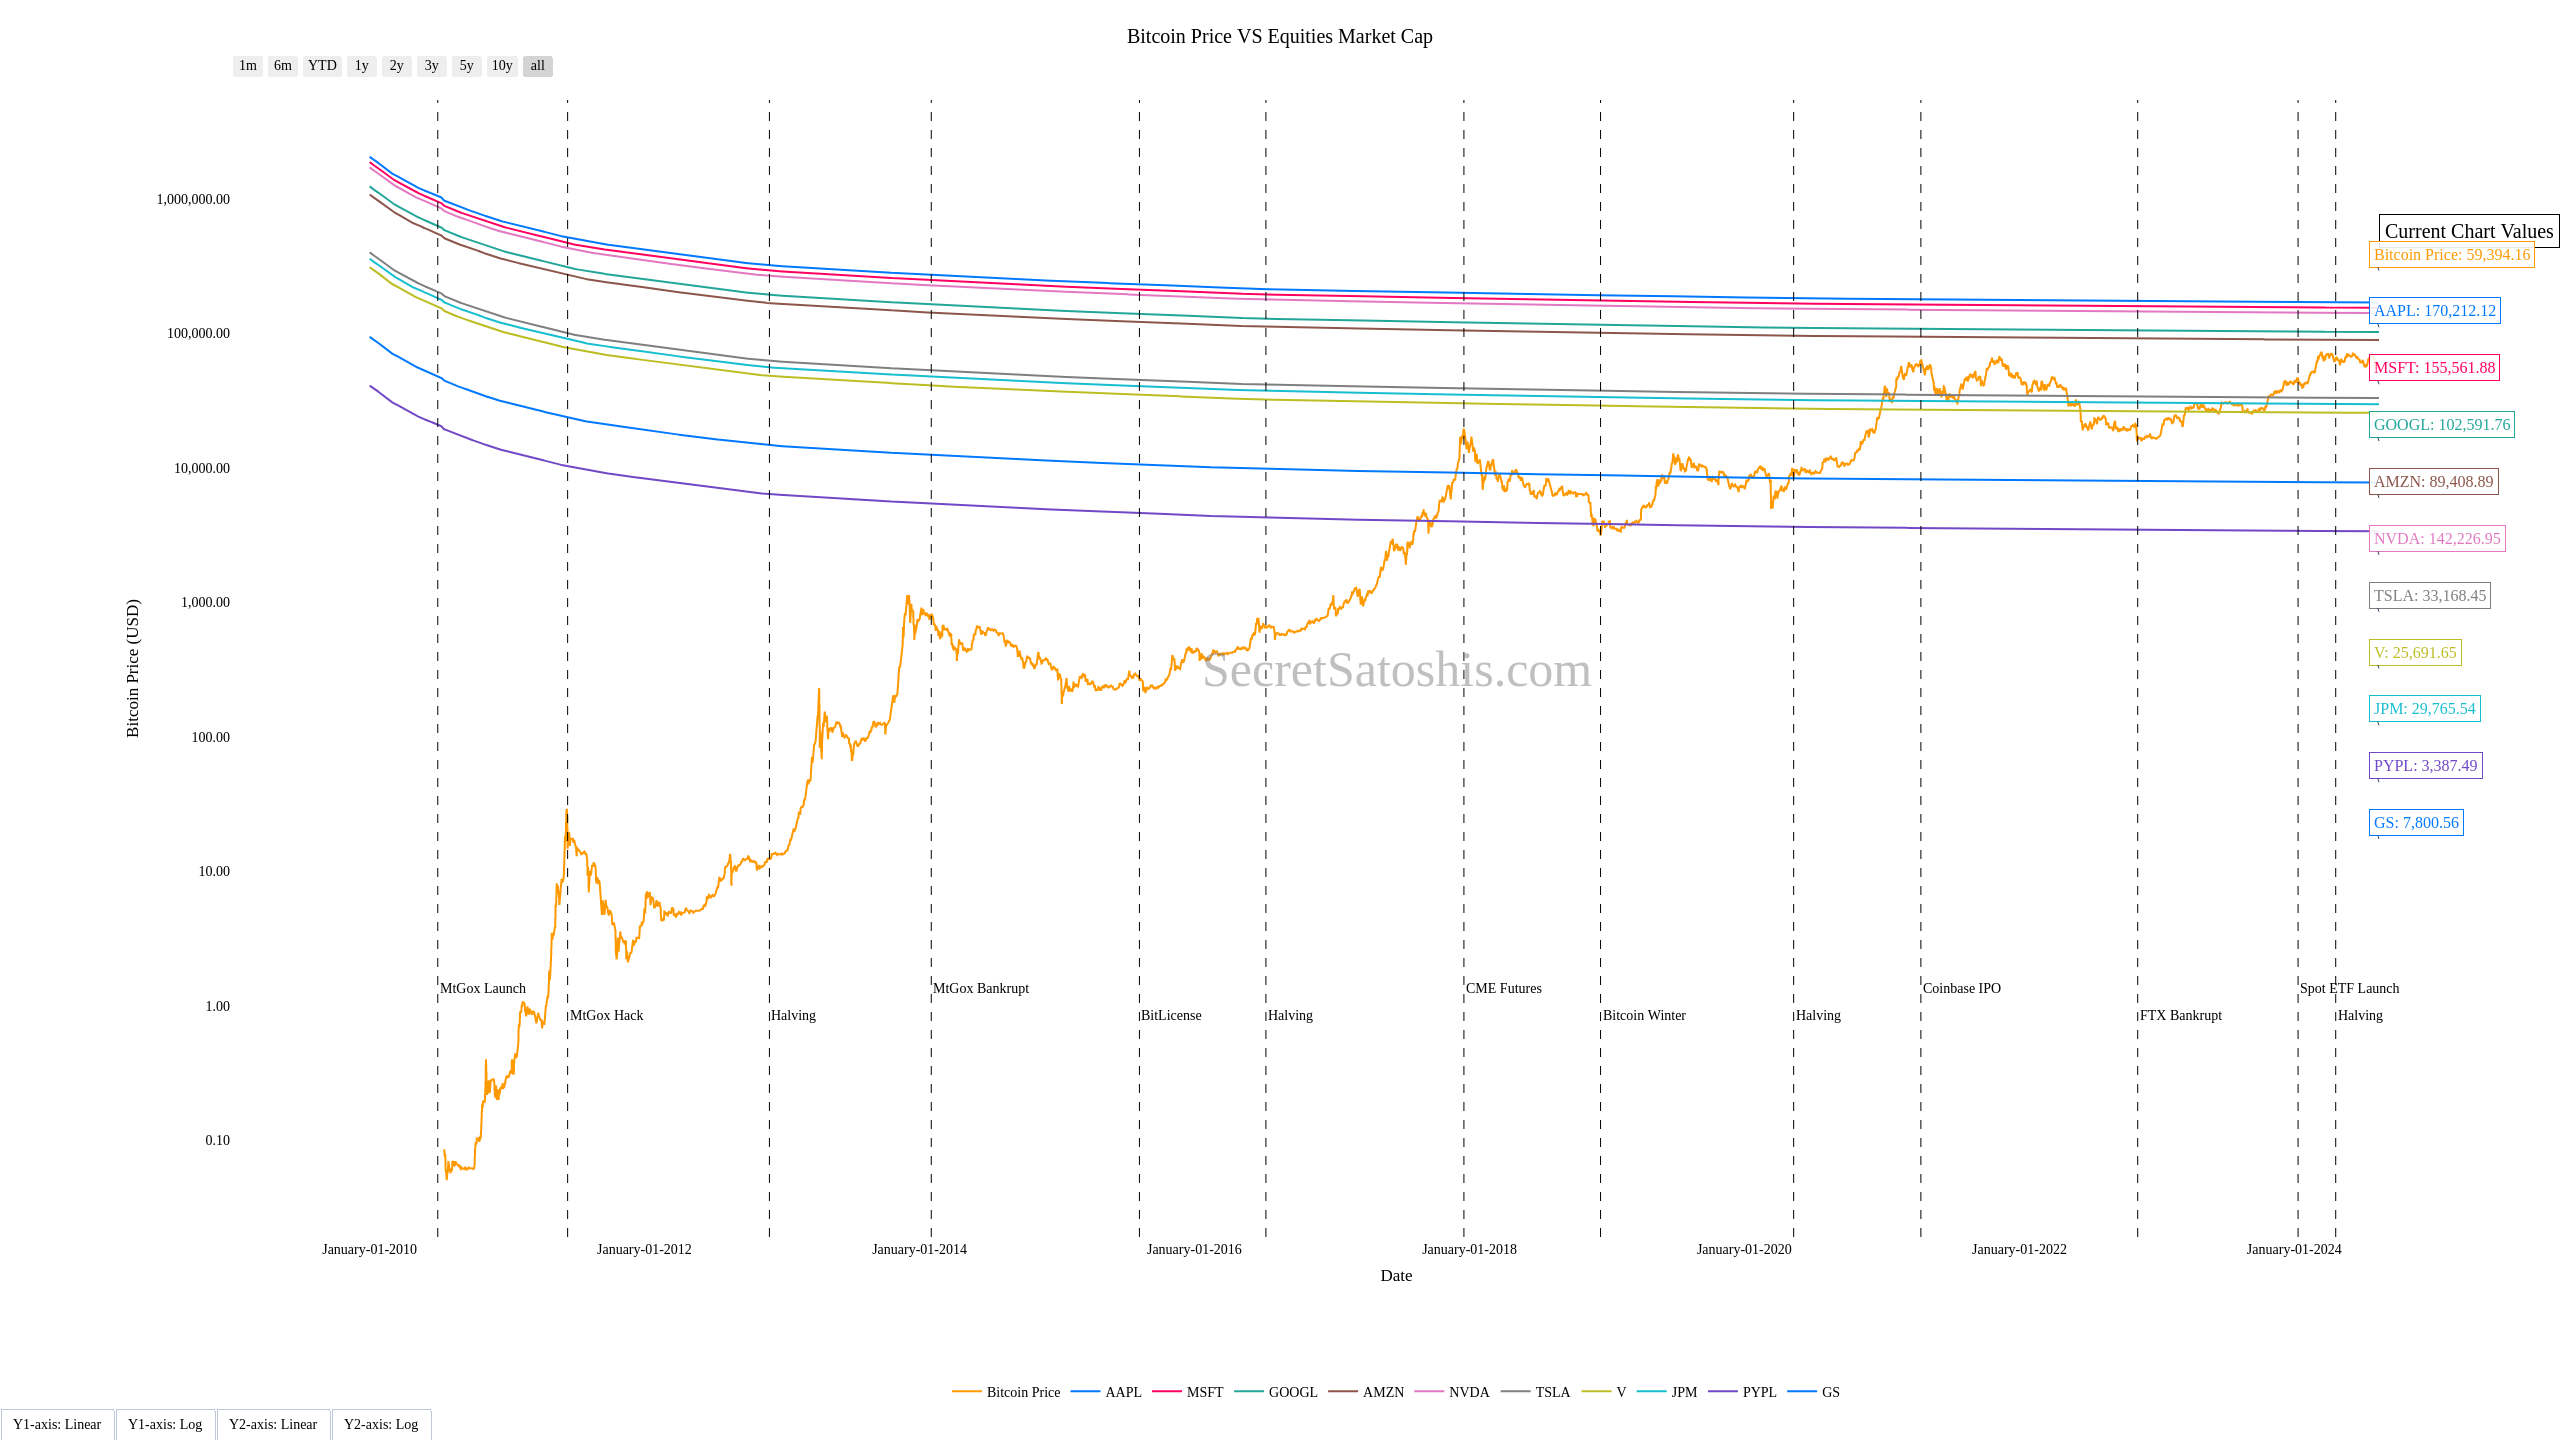 Bitcoin Price VS Equities Market Cap
1m 6m YTD 1y 2y 3y 5y 10y all
1,000,000.00
100,000.00
10,000.00
1,000.00
100.00
10.00
1.00
0.10
Bitcoin Price (USD)
Current Chart Values
Bitcoin Price: 59,394.16
AAPL: 170,212.12
MSFT: 155,561.88
GOOGL: 102,591.76
AMZN: 89,408.89
NVDA: 142,226.95
TSLA: 33,168.45
V: 25,691.65
JPM: 29,765.54
PYPL: 3,387.49
GS: 7,800.56
SecretSatoshis.com
MtGox Launch MtGox Bankrupt CME Futures Coinbase IPO Spot ETF Launch
MtGox Hack Halving BitLicense Halving Bitcoin Winter Halving FTX Bankrupt Halving
January-01-2010 January-01-2012 January-01-2014 January-01-2016 January-01-2018 January-01-2020 January-01-2022 January-01-2024
Date
Bitcoin Price AAPL MSFT GOOGL AMZN NVDA TSLA V JPM PYPL GS
Y1-axis: Linear Y1-axis: Log Y2-axis: Linear Y2-axis: Log